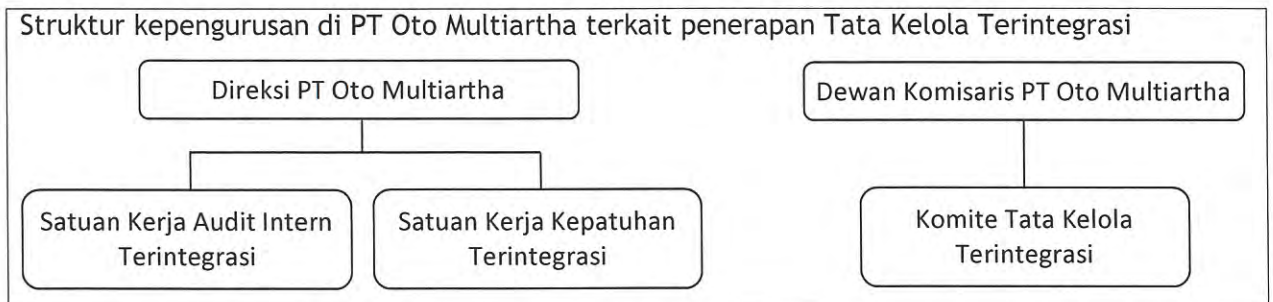 Struktur kepengurusan di PT Oto Multiartha terkait penerapan Tata Kelola Terintegrasi
Direksi PT Oto Multiartha
Dewan Komisaris PT Oto Multiartha
Satuan Kerja Audit Intern
Terintegrasi
Satuan Kerja Kepatuhan
Terintegrasi
Komite Tata Kelola
Terintegrasi